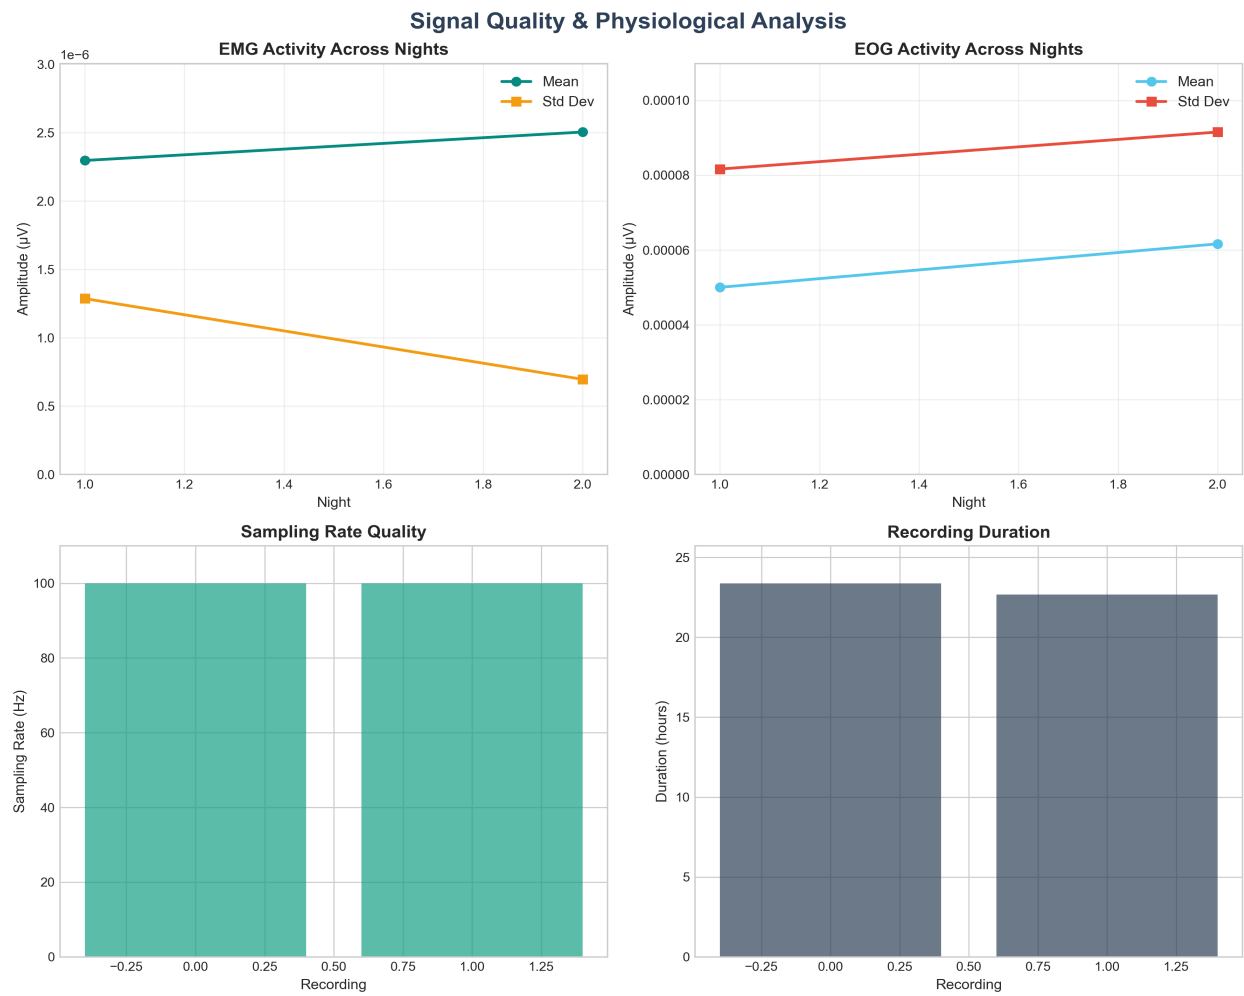 Signal Quality & Physiological Analysis
EMG Activity Across Nights
1e−6
Mean
Std Dev
3.0
2.5
2.0
1.5
1.0
0.5
0.0
Amplitude (μV)
1.0 1.2 1.4 1.6 1.8 2.0
Night
EOG Activity Across Nights
Mean
Std Dev
0.00010
0.00008
0.00006
0.00004
0.00002
0.00000
Amplitude (μV)
1.0 1.2 1.4 1.6 1.8 2.0
Night
Sampling Rate Quality
100
80
60
40
20
0
Sampling Rate (Hz)
−0.25 0.00 0.25 0.50 0.75 1.00 1.25
Recording
Recording Duration
25
20
15
10
5
0
Duration (hours)
−0.25 0.00 0.25 0.50 0.75 1.00 1.25
Recording